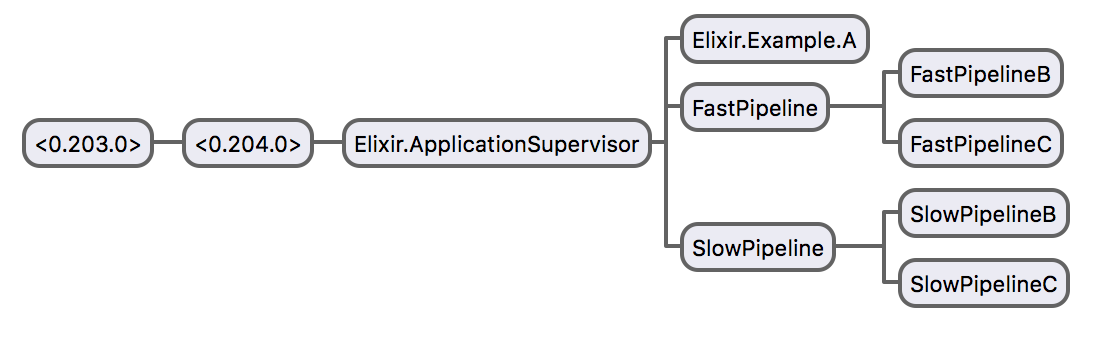 <0.203.0>
<0.204.0>
Elixir.ApplicationSupervisor
Elixir.Example.A
FastPipeline
FastPipelineB
FastPipelineC
SlowPipeline
SlowPipelineB
SlowPipelineC